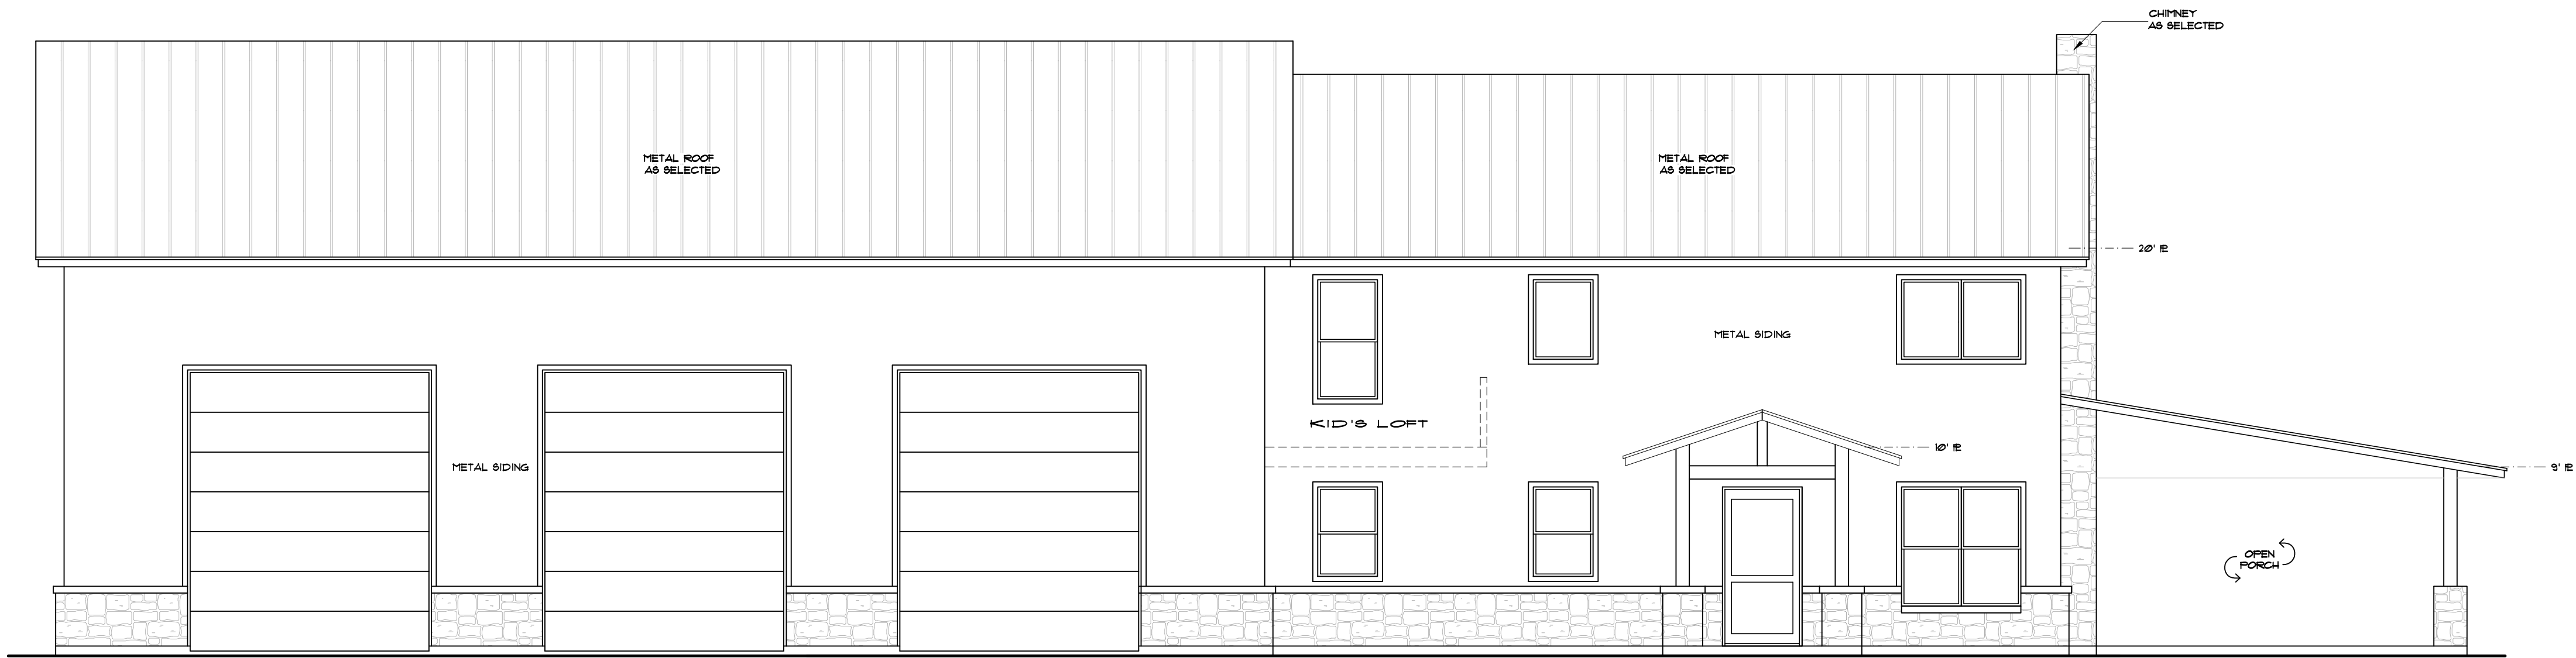 CHIMNEY
AS SELECTED
METAL ROOF
AS SELECTED
METAL ROOF
AS SELECTED
20' PL
METAL SIDING
KID'S LOFT
10' PL
METAL SIDING
9' PL
OPEN
PORCH